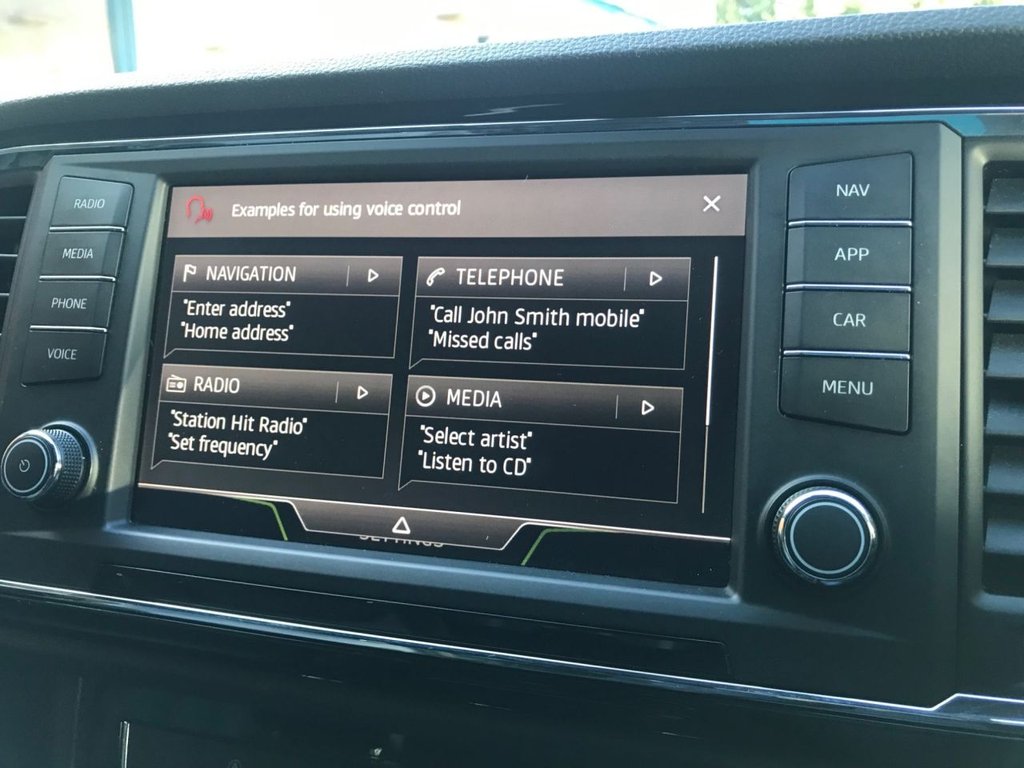 RADIO
MEDIA
PHONE
VOICE
Examples for using voice control
NAVIGATION
"Enter address"
"Home address"
TELEPHONE
"Call John Smith mobile"
"Missed calls"
RADIO
"Station Hit Radio"
"Set frequency"
MEDIA
"Select artist"
"Listen to CD"
SETTINGS
NAV
APP
CAR
MENU